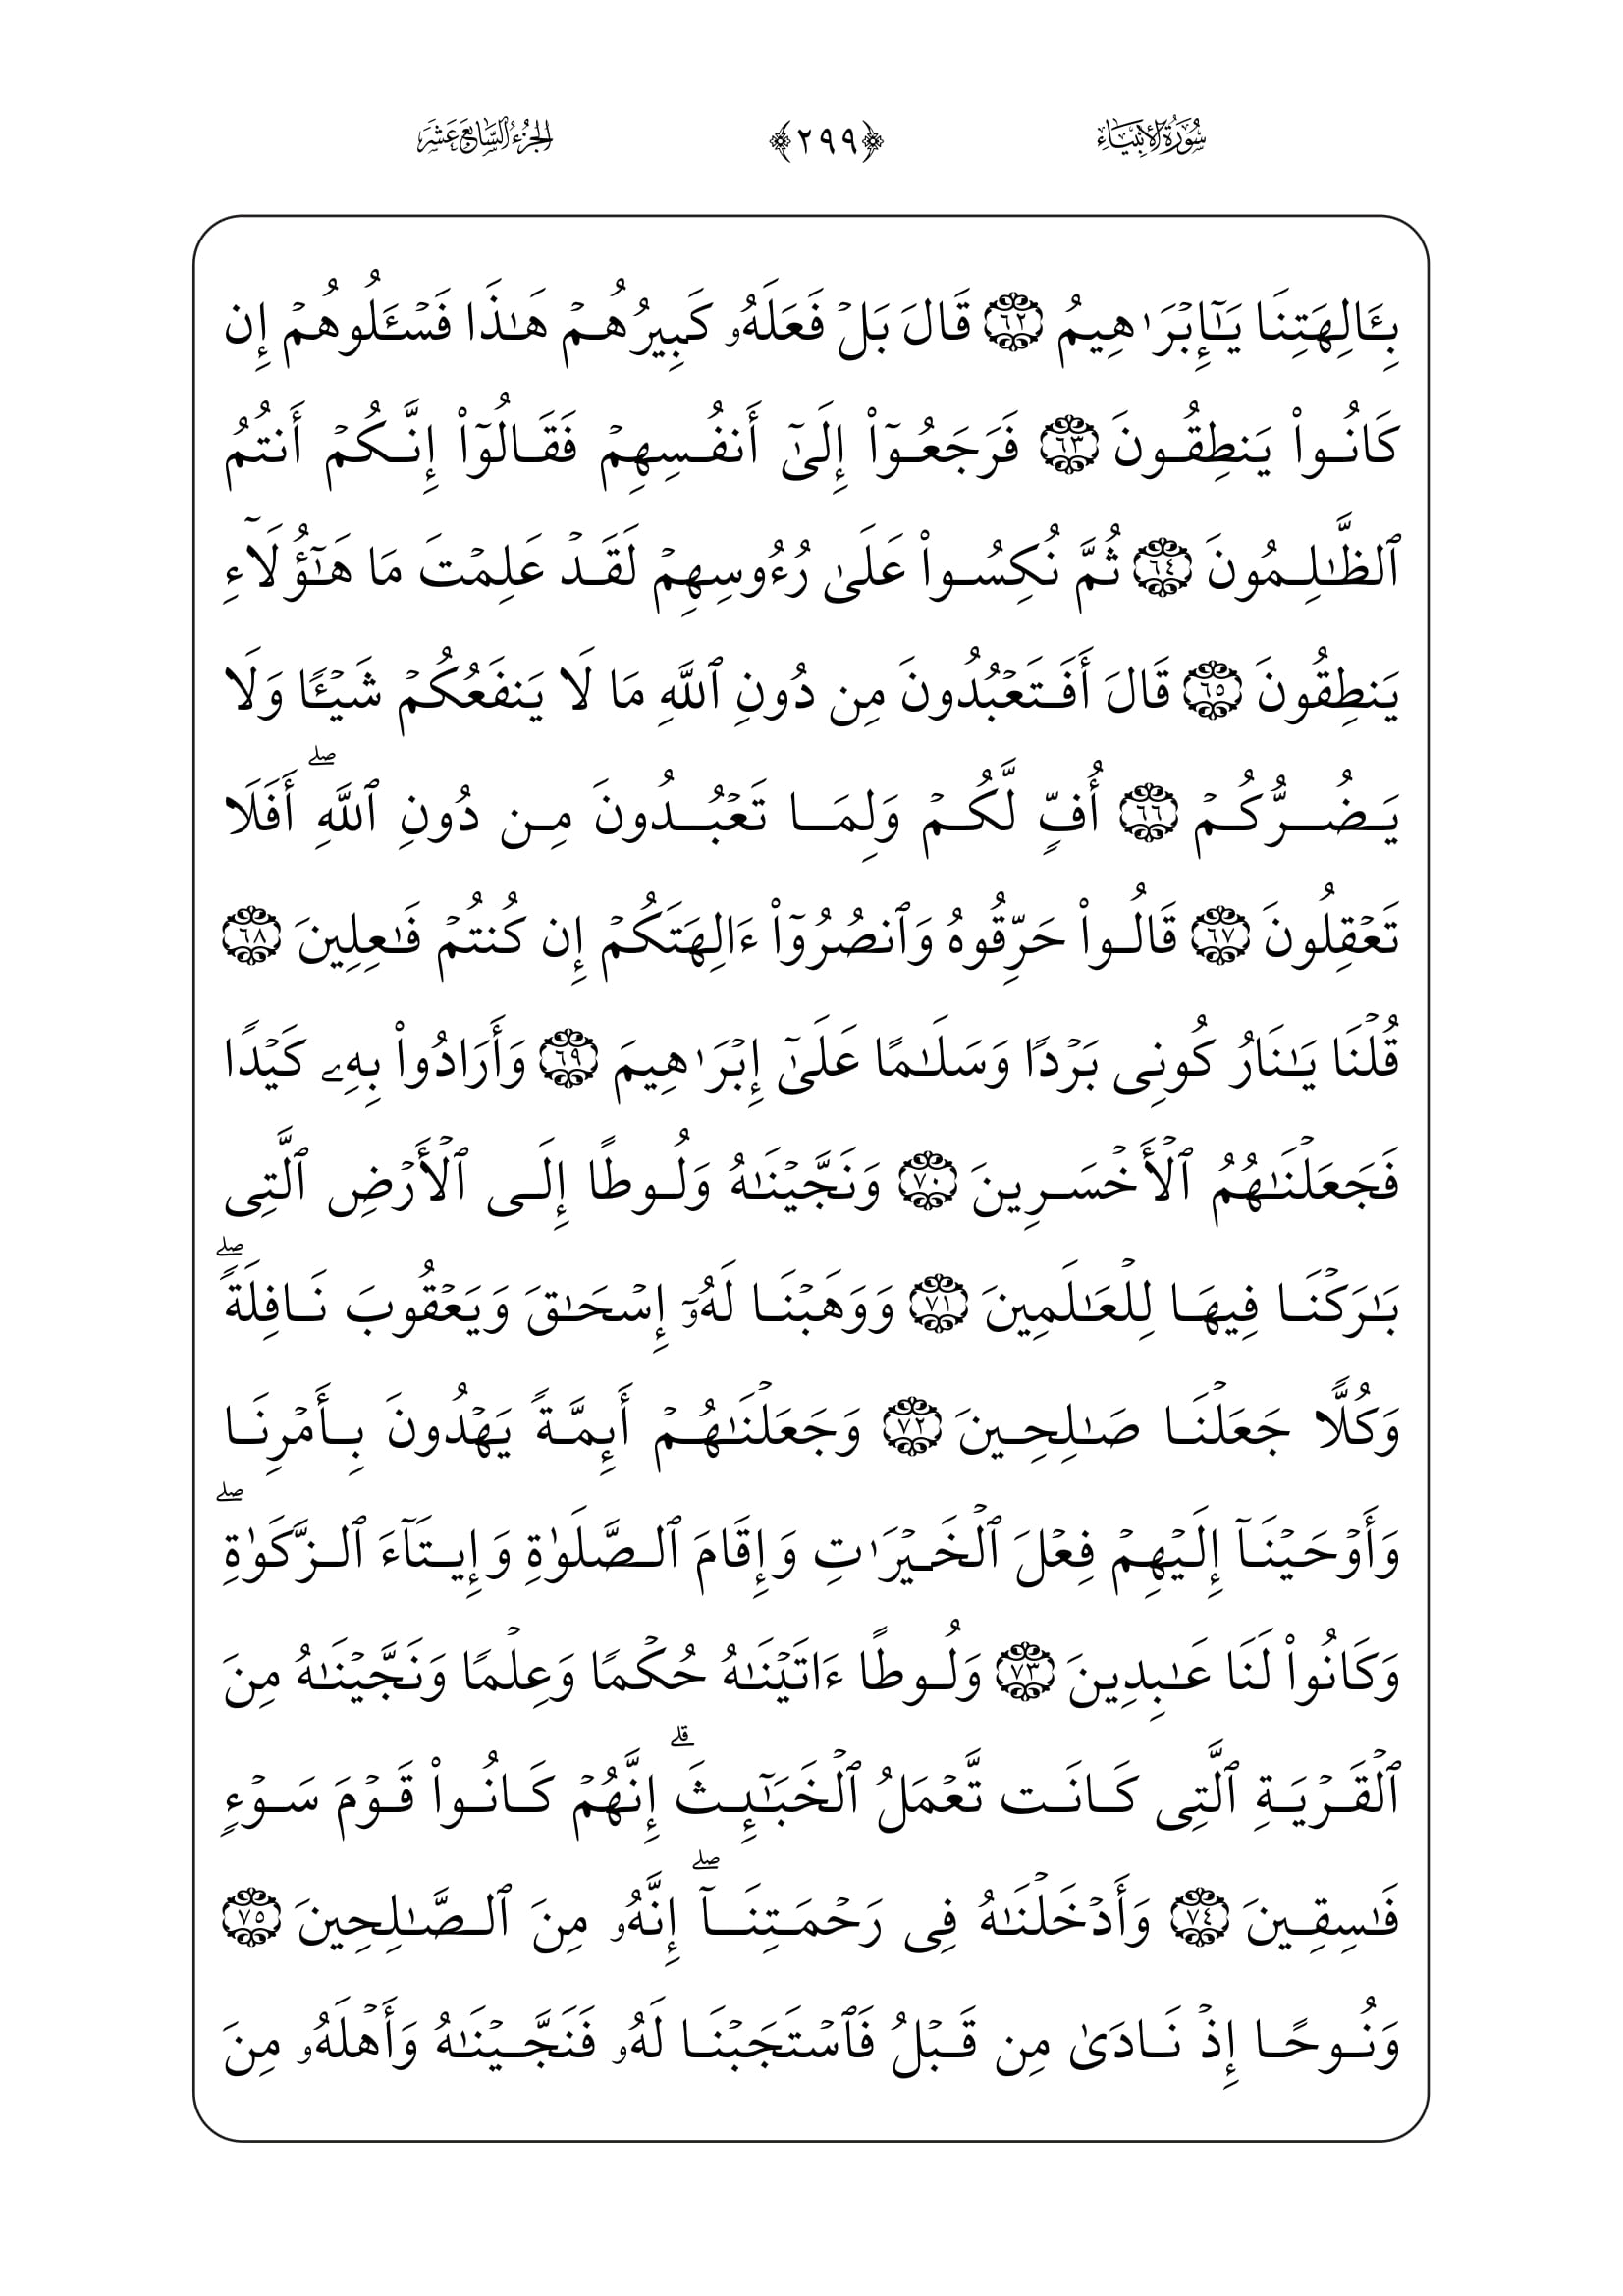 سُورَةُ الأَنبِيَاءِ ﴿٢٩٩﴾ الجُزْءُ السَّابِعَ عَشَرَ
بِـَٔالِهَتِنَا يَـٰٓإِبْرَٰهِيمُ ٦٢ قَالَ بَلْ فَعَلَهُۥ كَبِيرُهُمْ هَـٰذَا فَسْـَٔلُوهُمْ إِن
كَانُوا۟ يَنطِقُونَ ٦٣ فَرَجَعُوٓا۟ إِلَىٰٓ أَنفُسِهِمْ فَقَالُوٓا۟ إِنَّكُمْ أَنتُمُ
ٱلظَّـٰلِمُونَ ٦٤ ثُمَّ نُكِسُوا۟ عَلَىٰ رُءُوسِهِمْ لَقَدْ عَلِمْتَ مَا هَـٰٓؤُلَآءِ
يَنطِقُونَ ٦٥ قَالَ أَفَتَعْبُدُونَ مِن دُونِ ٱللَّهِ مَا لَا يَنفَعُكُمْ شَيْـًٔا وَلَا
يَضُرُّكُمْ ٦٦ أُفٍّ لَّكُمْ وَلِمَا تَعْبُدُونَ مِن دُونِ ٱللَّهِ ۖ أَفَلَا
تَعْقِلُونَ ٦٧ قَالُوا۟ حَرِّقُوهُ وَٱنصُرُوٓا۟ ءَالِهَتَكُمْ إِن كُنتُمْ فَـٰعِلِينَ ٦٨
قُلْنَا يَـٰنَارُ كُونِى بَرْدًا وَسَلَـٰمًا عَلَىٰٓ إِبْرَٰهِيمَ ٦٩ وَأَرَادُوا۟ بِهِۦ كَيْدًا
فَجَعَلْنَـٰهُمُ ٱلْأَخْسَرِينَ ٧٠ وَنَجَّيْنَـٰهُ وَلُوطًا إِلَى ٱلْأَرْضِ ٱلَّتِى
بَـٰرَكْنَا فِيهَا لِلْعَـٰلَمِينَ ٧١ وَوَهَبْنَا لَهُۥٓ إِسْحَـٰقَ وَيَعْقُوبَ نَافِلَةً ۖ
وَكُلًّا جَعَلْنَا صَـٰلِحِينَ ٧٢ وَجَعَلْنَـٰهُمْ أَئِمَّةً يَهْدُونَ بِأَمْرِنَا
وَأَوْحَيْنَآ إِلَيْهِمْ فِعْلَ ٱلْخَيْرَٰتِ وَإِقَامَ ٱلصَّلَوٰةِ وَإِيتَآءَ ٱلزَّكَوٰةِ ۖ
وَكَانُوا۟ لَنَا عَـٰبِدِينَ ٧٣ وَلُوطًا ءَاتَيْنَـٰهُ حُكْمًا وَعِلْمًا وَنَجَّيْنَـٰهُ مِنَ
ٱلْقَرْيَةِ ٱلَّتِى كَانَت تَّعْمَلُ ٱلْخَبَـٰٓئِثَ ۗ إِنَّهُمْ كَانُوا۟ قَوْمَ سَوْءٍ
فَـٰسِقِينَ ٧٤ وَأَدْخَلْنَـٰهُ فِى رَحْمَتِنَآ ۖ إِنَّهُۥ مِنَ ٱلصَّـٰلِحِينَ ٧٥
وَنُوحًا إِذْ نَادَىٰ مِن قَبْلُ فَٱسْتَجَبْنَا لَهُۥ فَنَجَّيْنَـٰهُ وَأَهْلَهُۥ مِنَ